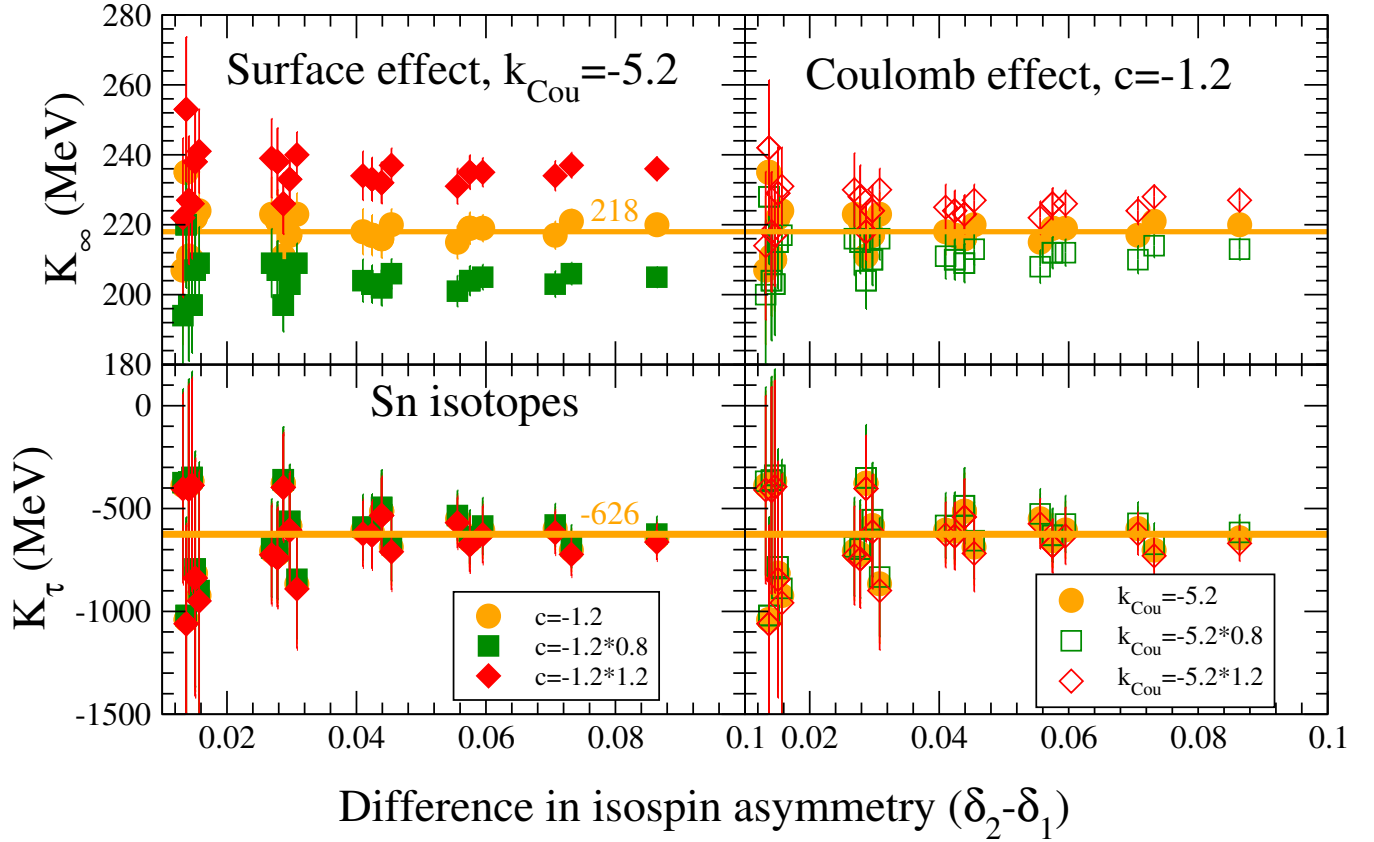 280
260
240
220
200
180
K∞ (MeV)
Surface effect, k_Cou=-5.2
218
Coulomb effect, c=-1.2
0
-500
-1000
-1500
K_τ (MeV)
Sn isotopes
-626
c=-1.2
c=-1.2*0.8
c=-1.2*1.2
k_Cou=-5.2
k_Cou=-5.2*0.8
k_Cou=-5.2*1.2
0.02 0.04 0.06 0.08 0.1 0.02 0.04 0.06 0.08 0.1
Difference in isospin asymmetry (δ₂-δ₁)